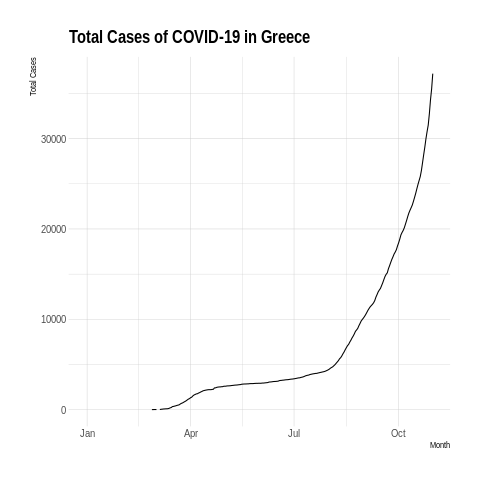 Total Cases of COVID-19 in Greece
Total Cases
30000
20000
10000
0
Jan Apr Jul Oct
Month